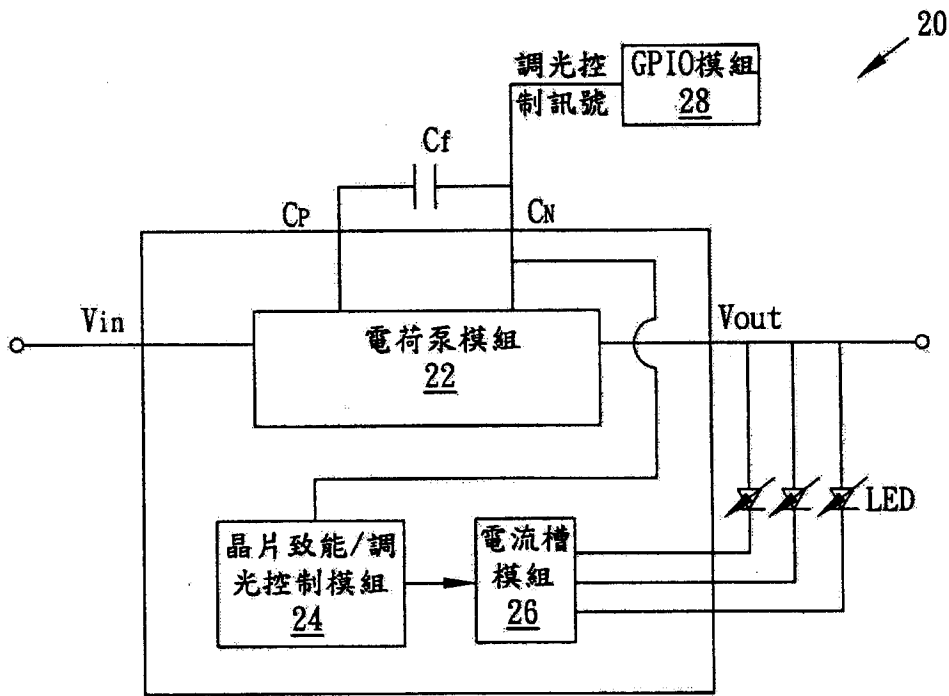 20
調光控
制訊號
GPIO模組
28
Cf
CP
CN
Vin
Vout
電荷泵模組
22
LED
晶片致能/調
光控制模組
24
電流槽
模組
26